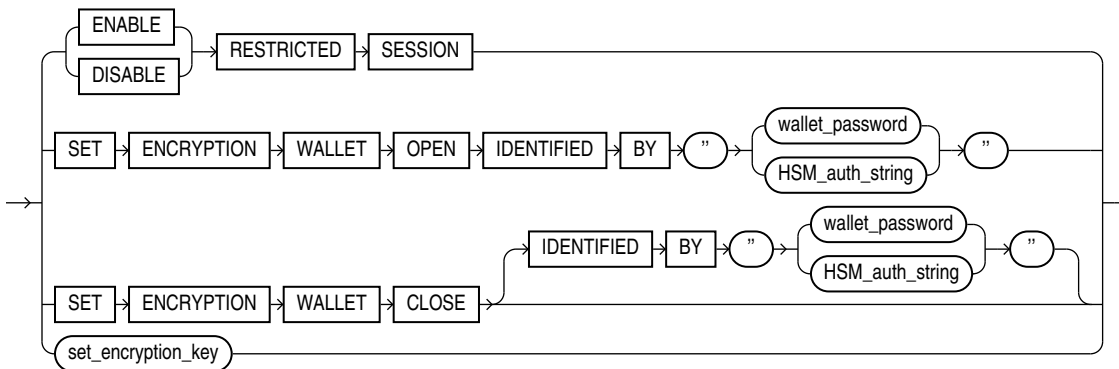 ENABLE
DISABLE
RESTRICTED SESSION
SET ENCRYPTION WALLET OPEN IDENTIFIED BY ” wallet_password ”
HSM_auth_string
IDENTIFIED BY ” wallet_password ”
HSM_auth_string
SET ENCRYPTION WALLET CLOSE
set_encryption_key